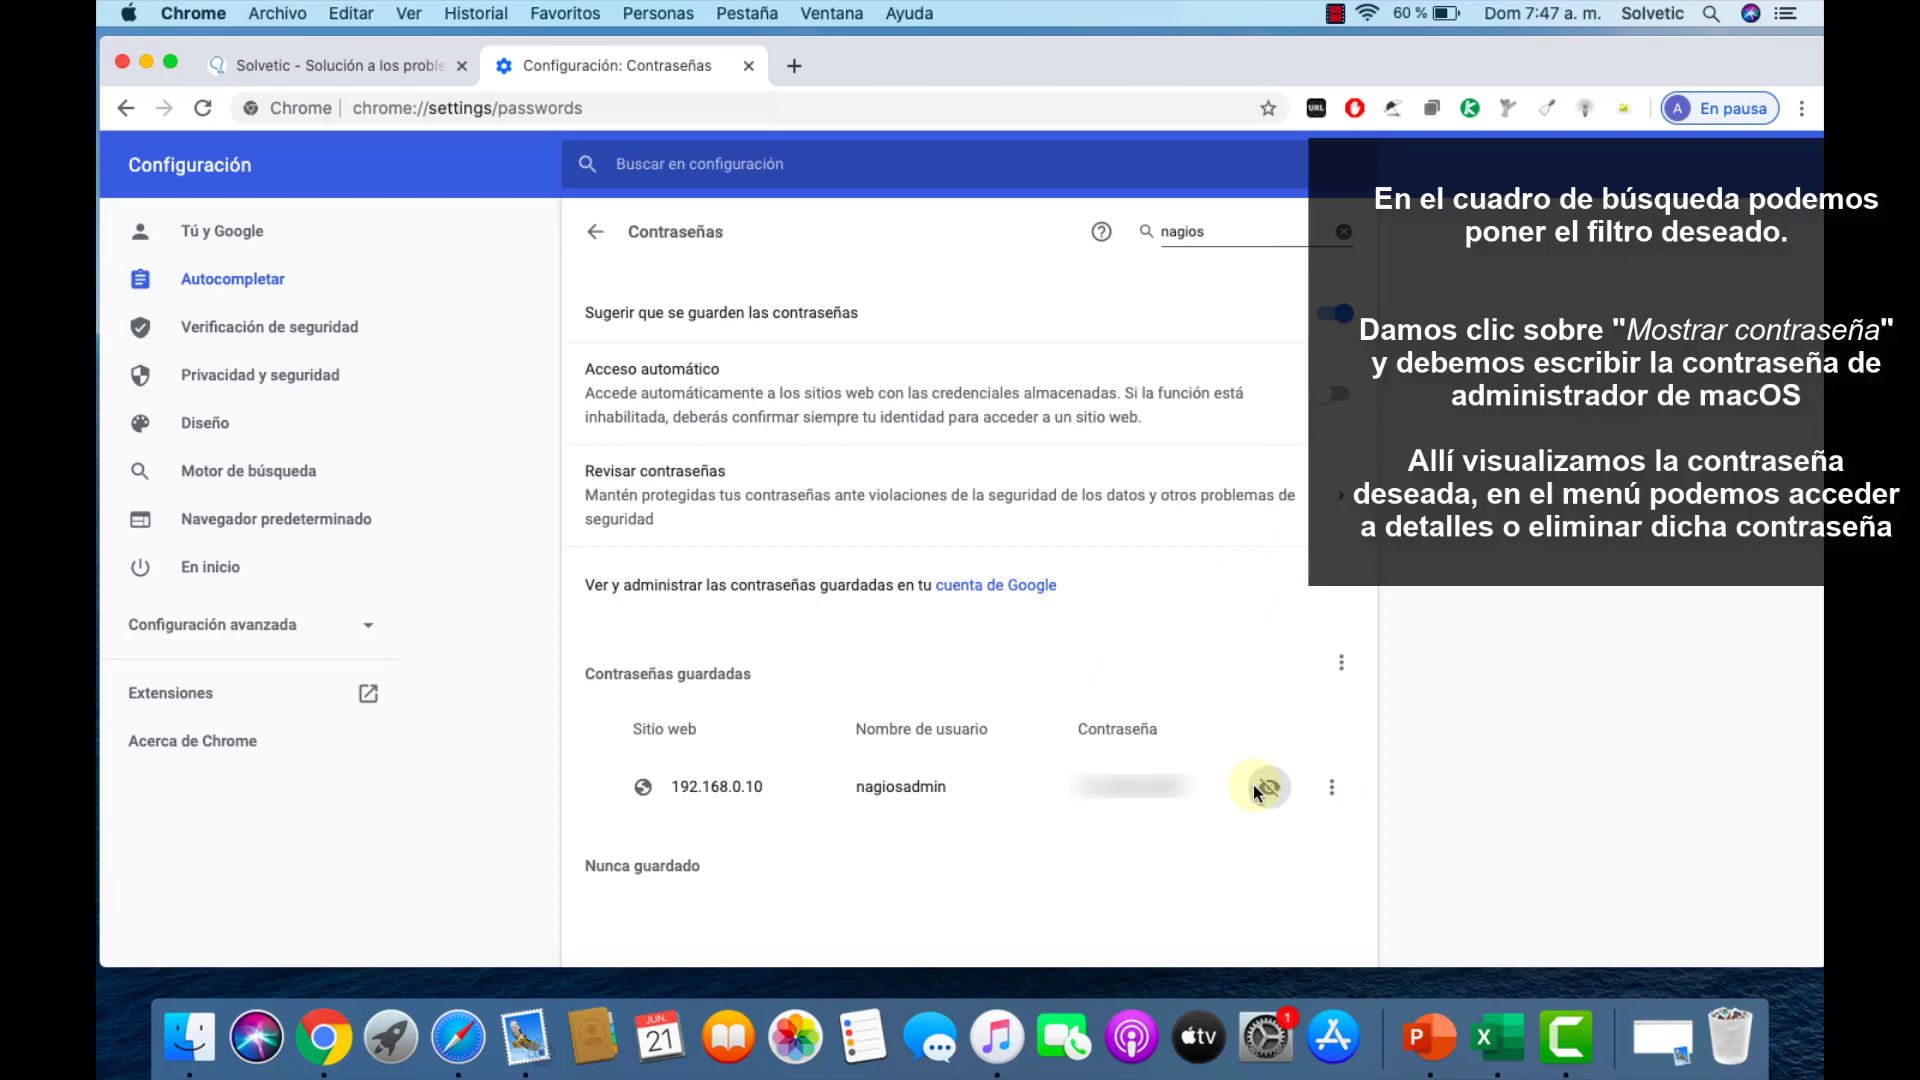 Chrome Archivo Editar Ver Historial Favoritos Personas Pestaña Ventana Ayuda 60 % Dom 7:47 a. m. Solvetic
Solvetic - Solución a los proble
Configuración: Contraseñas
Chrome chrome://settings/passwords
URL
A En pausa
Configuración
Buscar en configuración
Tú y Google
Autocompletar
Verificación de seguridad
Privacidad y seguridad
Diseño
Motor de búsqueda
Navegador predeterminado
En inicio
Configuración avanzada
Extensiones
Acerca de Chrome
Contraseñas
nagios
Sugerir que se guarden las contraseñas
Acceso automático
Accede automáticamente a los sitios web con las credenciales almacenadas. Si la función está
inhabilitada, deberás confirmar siempre tu identidad para acceder a un sitio web.
Revisar contraseñas
Mantén protegidas tus contraseñas ante violaciones de la seguridad de los datos y otros problemas de
seguridad
Ver y administrar las contraseñas guardadas en tu cuenta de Google
Contraseñas guardadas
Sitio web Nombre de usuario Contraseña
192.168.0.10 nagiosadmin
Nunca guardado
En el cuadro de búsqueda podemos
poner el filtro deseado.
Damos clic sobre "Mostrar contraseña"
y debemos escribir la contraseña de
administrador de macOS
Allí visualizamos la contraseña
deseada, en el menú podemos acceder
a detalles o eliminar dicha contraseña
JUN.
21
tv
1
P
X
C